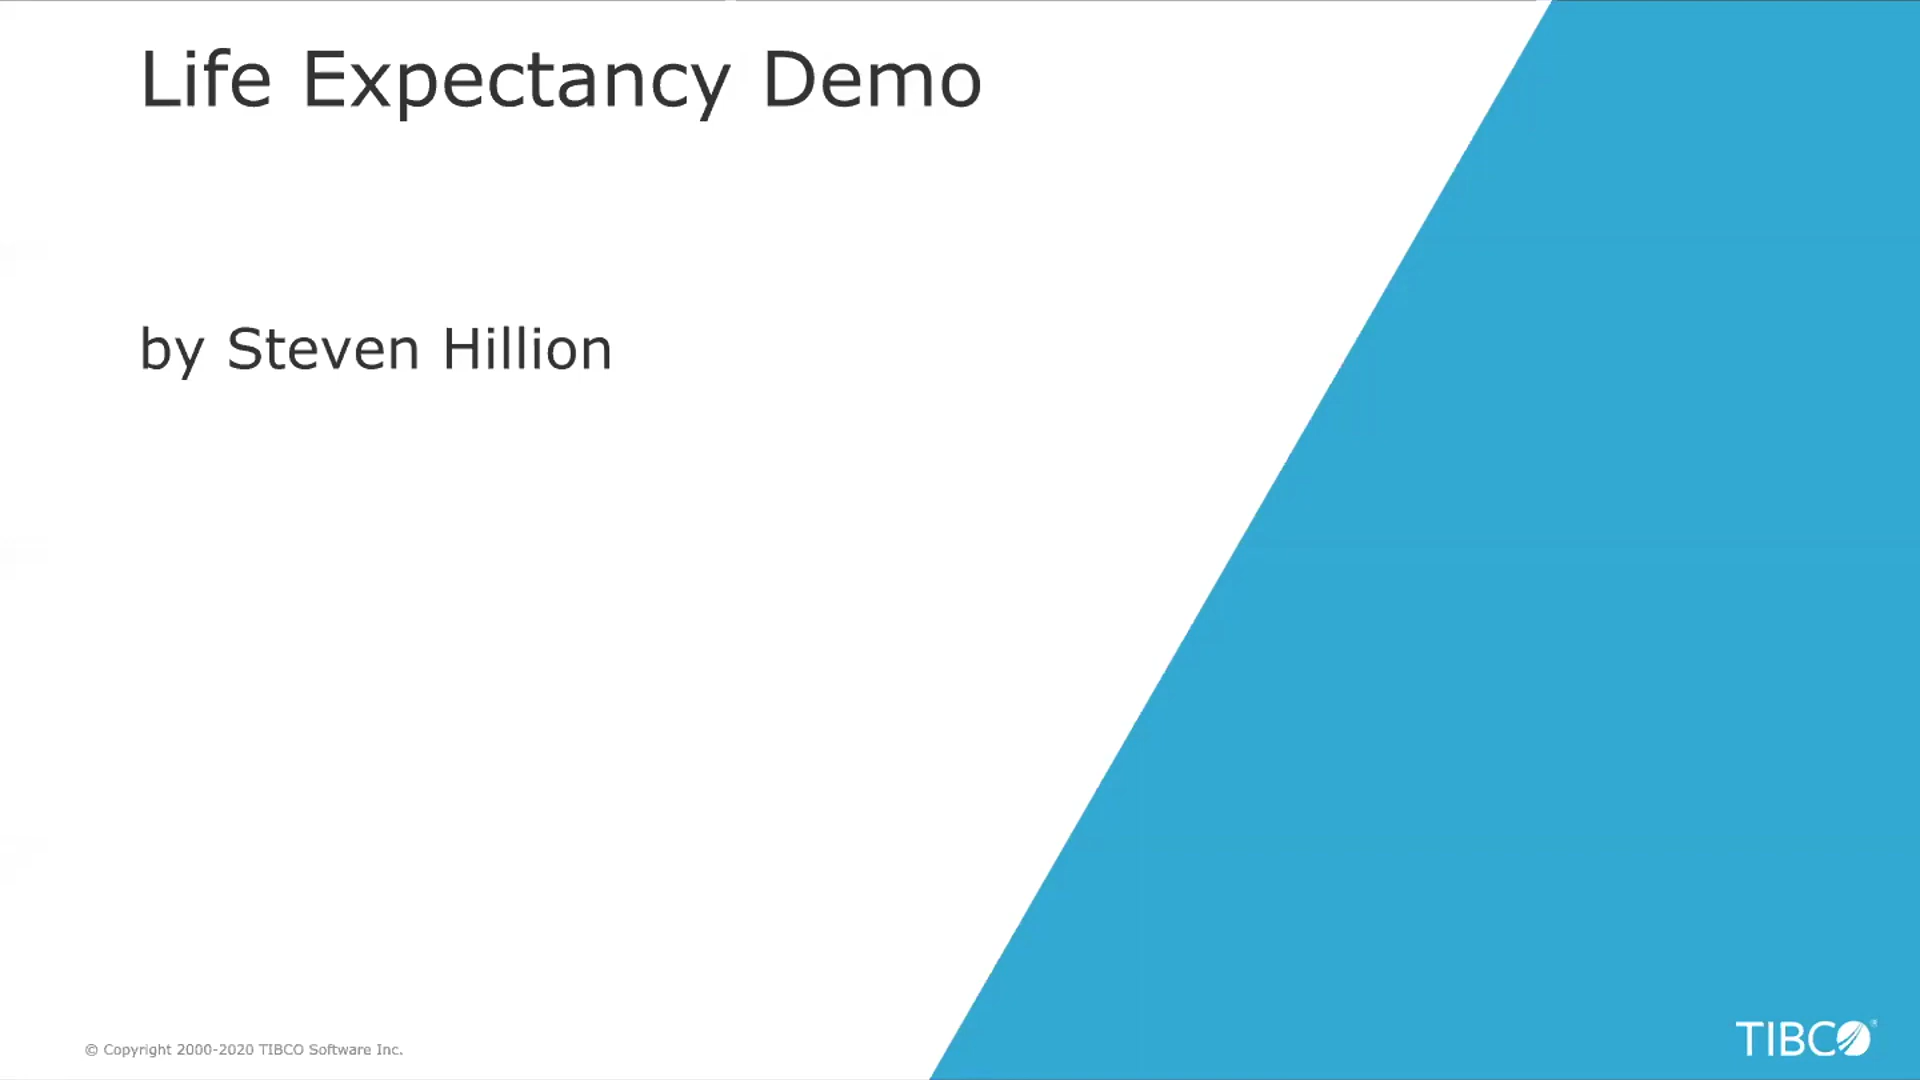 Life Expectancy Demo
by Steven Hillion
© Copyright 2000-2020 TIBCO Software Inc.
TIBCO®